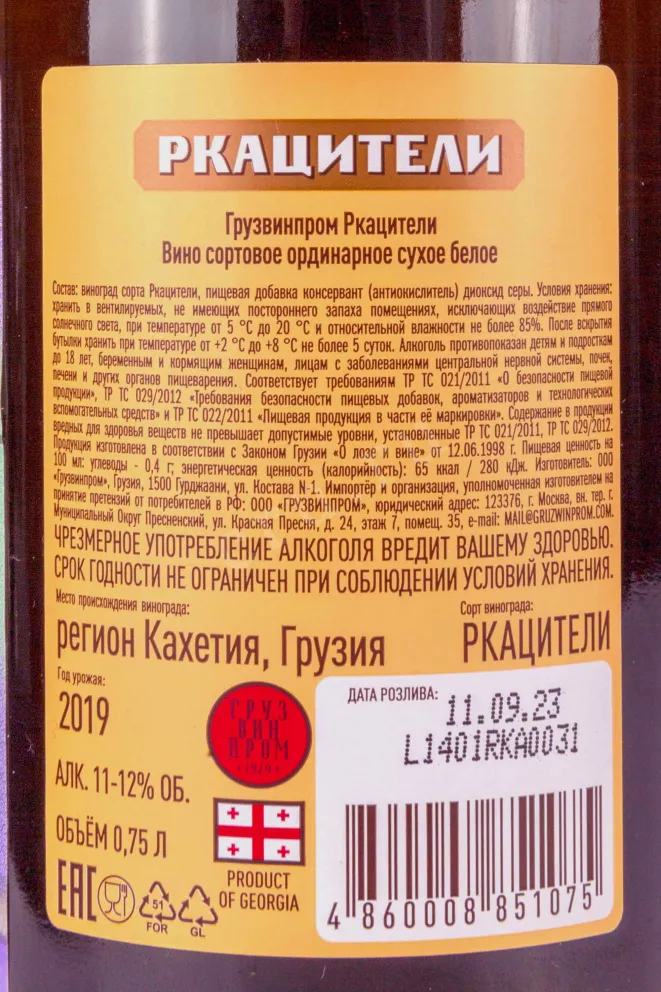 РКАЦИТЕЛИ
Грузвинпром Ркацители
Вино сортовое ординарное сухое белое
Состав: виноград сорта Ркацители, пищевая добавка консервант (антиокислитель) диоксид серы. Условия хранения:
хранить в вентилируемых, не имеющих постороннего запаха помещениях, исключающих воздействие прямого
солнечного света, при температуре от 5 °С до 20 °С и относительной влажности не более 85%. После вскрытия
бутылки хранить при температуре от +2 °С до +8 °С не более 5 суток. Алкоголь противопоказан детям и подросткам
до 18 лет, беременным и кормящим женщинам, лицам с заболеваниями центральной нервной системы, почек,
печени и других органов пищеварения. Соответствует требованиям ТР ТС 021/2011 «О безопасности пищевой
продукции», ТР ТС 029/2012 «Требования безопасности пищевых добавок, ароматизаторов и технологических
вспомогательных средств» и ТР ТС 022/2011 «Пищевая продукция в части её маркировки». Содержание в продукции
вредных для здоровья веществ не превышает допустимые уровни, установленные ТР ТС 021/2011, ТР ТС 029/2012.
Продукция изготовлена в соответствии с Законом Грузии «О лозе и вине» от 12.06.1998 г. Пищевая ценность на
100 мл: углеводы - 0,4 г; энергетическая ценность (калорийность): 65 ккал / 280 кДж. Изготовитель: ООО
«Грузвинпром», Грузия, 1500 Гурджаани, ул. Костава N-1. Импортёр и организация, уполномоченная изготовителем на
принятие претензий от потребителей в РФ: ООО «ГРУЗВИНПРОМ», юридический адрес: 123376, г. Москва, вн. тер. г.
Муниципальный Округ Пресненский, ул. Красная Пресня, д. 24, этаж 7, помещ. 35, e-mail: MAIL@GRUZWINPROM.COM.
ЧРЕЗМЕРНОЕ УПОТРЕБЛЕНИЕ АЛКОГОЛЯ ВРЕДИТ ВАШЕМУ ЗДОРОВЬЮ.
СРОК ГОДНОСТИ НЕ ОГРАНИЧЕН ПРИ СОБЛЮДЕНИИ УСЛОВИЙ ХРАНЕНИЯ.
Место происхождения винограда:
регион Кахетия, Грузия
Сорт винограда:
РКАЦИТЕЛИ
Год урожая:
2019
ГРУЗ
ВИН
ПРОМ
1929
ДАТА РОЗЛИВА:
11.09.23
L1401RKA0031
АЛК. 11-12% ОБ.
ОБЪЁМ 0,75 Л
PRODUCT
OF GEORGIA
EAC
51
FOR
GL
4 860008 851075